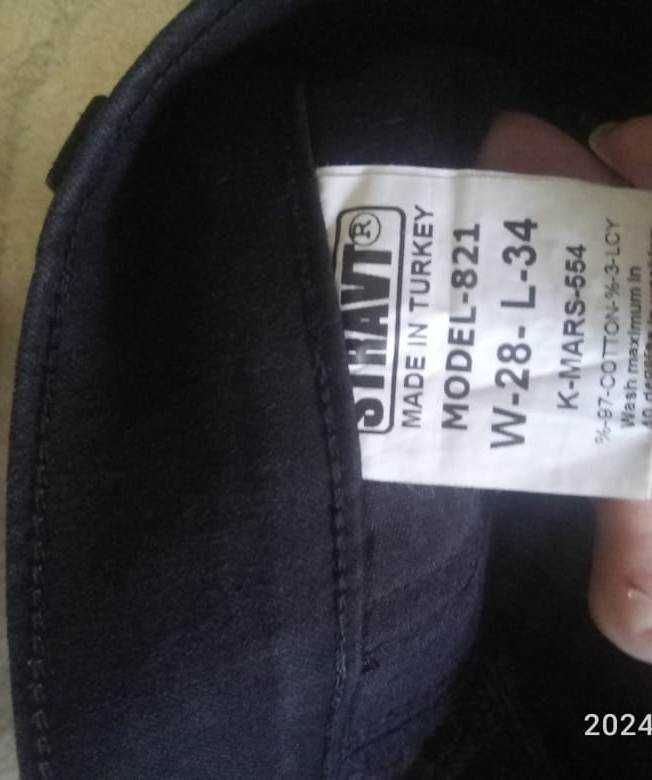 STRAVT®
MADE IN TURKEY
MODEL-821
W-28- L-34
K-MARS-554
%-97-COTTON-%-3-LCY
Wash maximum in
2024